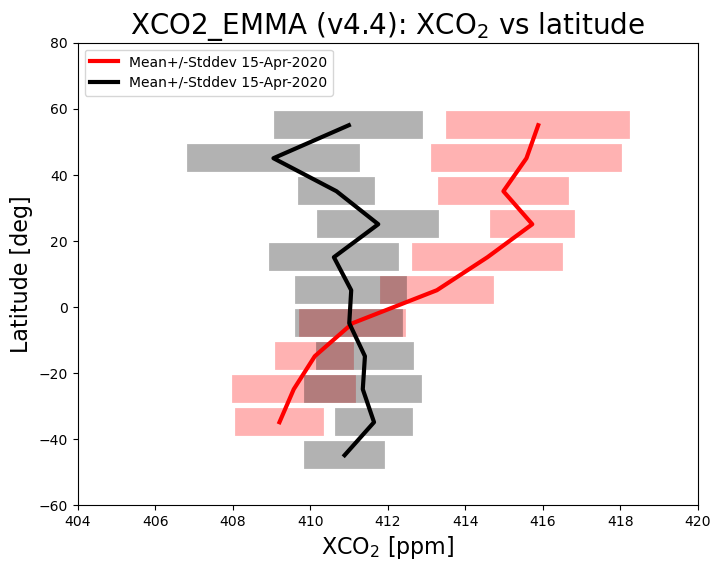 XCO2_EMMA (v4.4): XCO₂ vs latitude
Mean+/-Stddev 15-Apr-2020
Mean+/-Stddev 15-Apr-2020
Latitude [deg]
80
60
40
20
0
−20
−40
−60
404 406 408 410 412 414 416 418 420
XCO₂ [ppm]